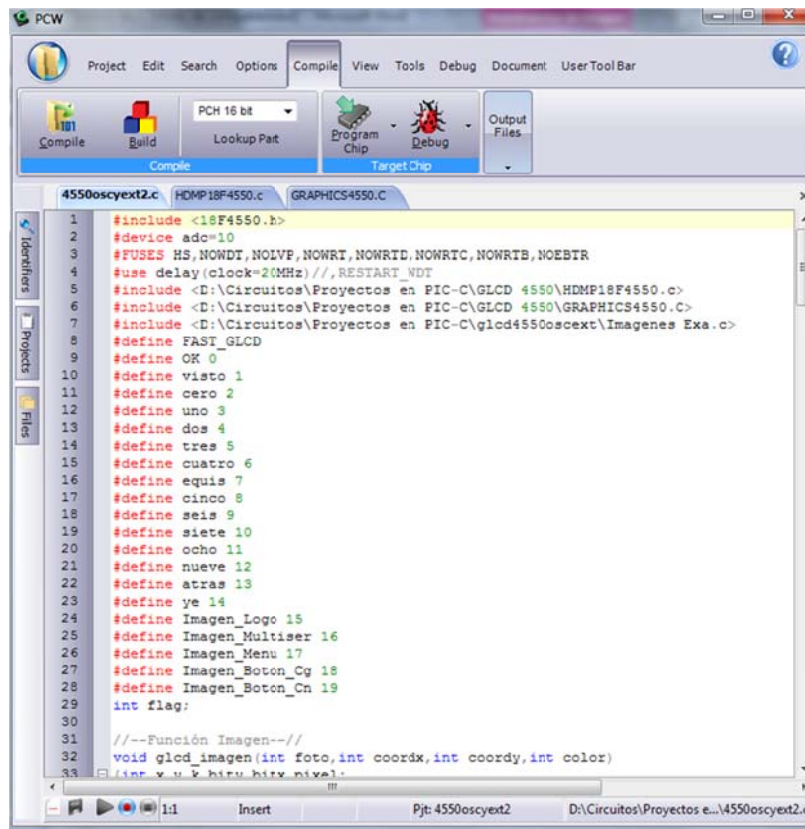 PCW
Project Edit Search Options Compile View Tools Debug Document User Tool Bar
PCH 16 bit
Compile Build Lookup Part Program Chip Debug Output Files
Compile Target Chip
4550oscyext2.c HDMP18F4550.c GRAPHICS4550.C
Identifiers
Projects
Files
1 #include <18F4550.h>
2 #device adc=10
3 #FUSES HS,NOWDT,NOLVP,NOWRT,NOWRTD,NOWRTC,NOWRTB,NOEBTR
4 #use delay(clock=20MHz)//,RESTART_WDT
5 #include <D:\Circuitos\Proyectos en PIC-C\GLCD 4550\HDMP18F4550.c>
6 #include <D:\Circuitos\Proyectos en PIC-C\GLCD 4550\GRAPHICS4550.C>
7 #include <D:\Circuitos\Proyectos en PIC-C\glcd4550oscext\Imagenes Exa.c>
8 #define FAST_GLCD
9 #define OK 0
10 #define visto 1
11 #define cero 2
12 #define uno 3
13 #define dos 4
14 #define tres 5
15 #define cuatro 6
16 #define equis 7
17 #define cinco 8
18 #define seis 9
19 #define siete 10
20 #define ocho 11
21 #define nueve 12
22 #define atras 13
23 #define ye 14
24 #define Imagen_Logo 15
25 #define Imagen_Multiser 16
26 #define Imagen_Menu 17
27 #define Imagen_Boton_Cg 18
28 #define Imagen_Boton_Cn 19
29 int flag;
30
31 //--Función Imagen--//
32 void glcd_imagen(int foto,int coordx,int coordy,int color)
33 {int x,y,k,bity,bitx,pixel;
1:1 Insert Pjt: 4550oscyext2 D:\Circuitos\Proyectos e...\4550oscyext2.c